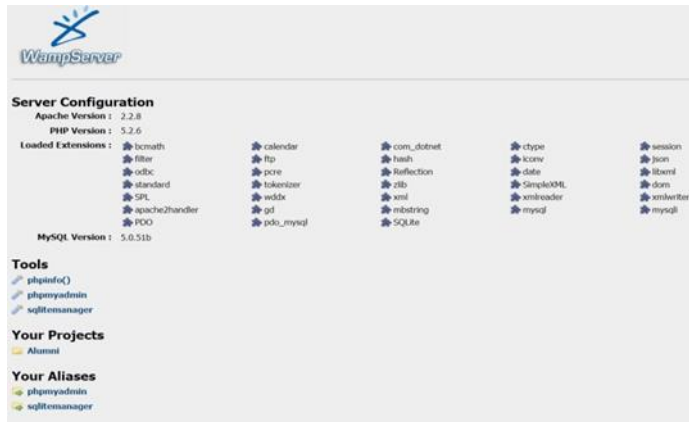 WampServer
Server Configuration
Apache Version : 2.2.8
PHP Version : 5.2.6
Loaded Extensions : bcmath calendar com_dotnet ctype session
filter ftp hash iconv json
odbc pcre Reflection date libxml
standard tokenizer zlib SimpleXML dom
SPL wddx xml xmlreader xmlwriter
apache2handler gd mbstring mysql mysqli
PDO pdo_mysql SQLite
MySQL Version : 5.0.51b
Tools
phpinfo()
phpmyadmin
sqlitemanager
Your Projects
Alumni
Your Aliases
phpmyadmin
sqlitemanager